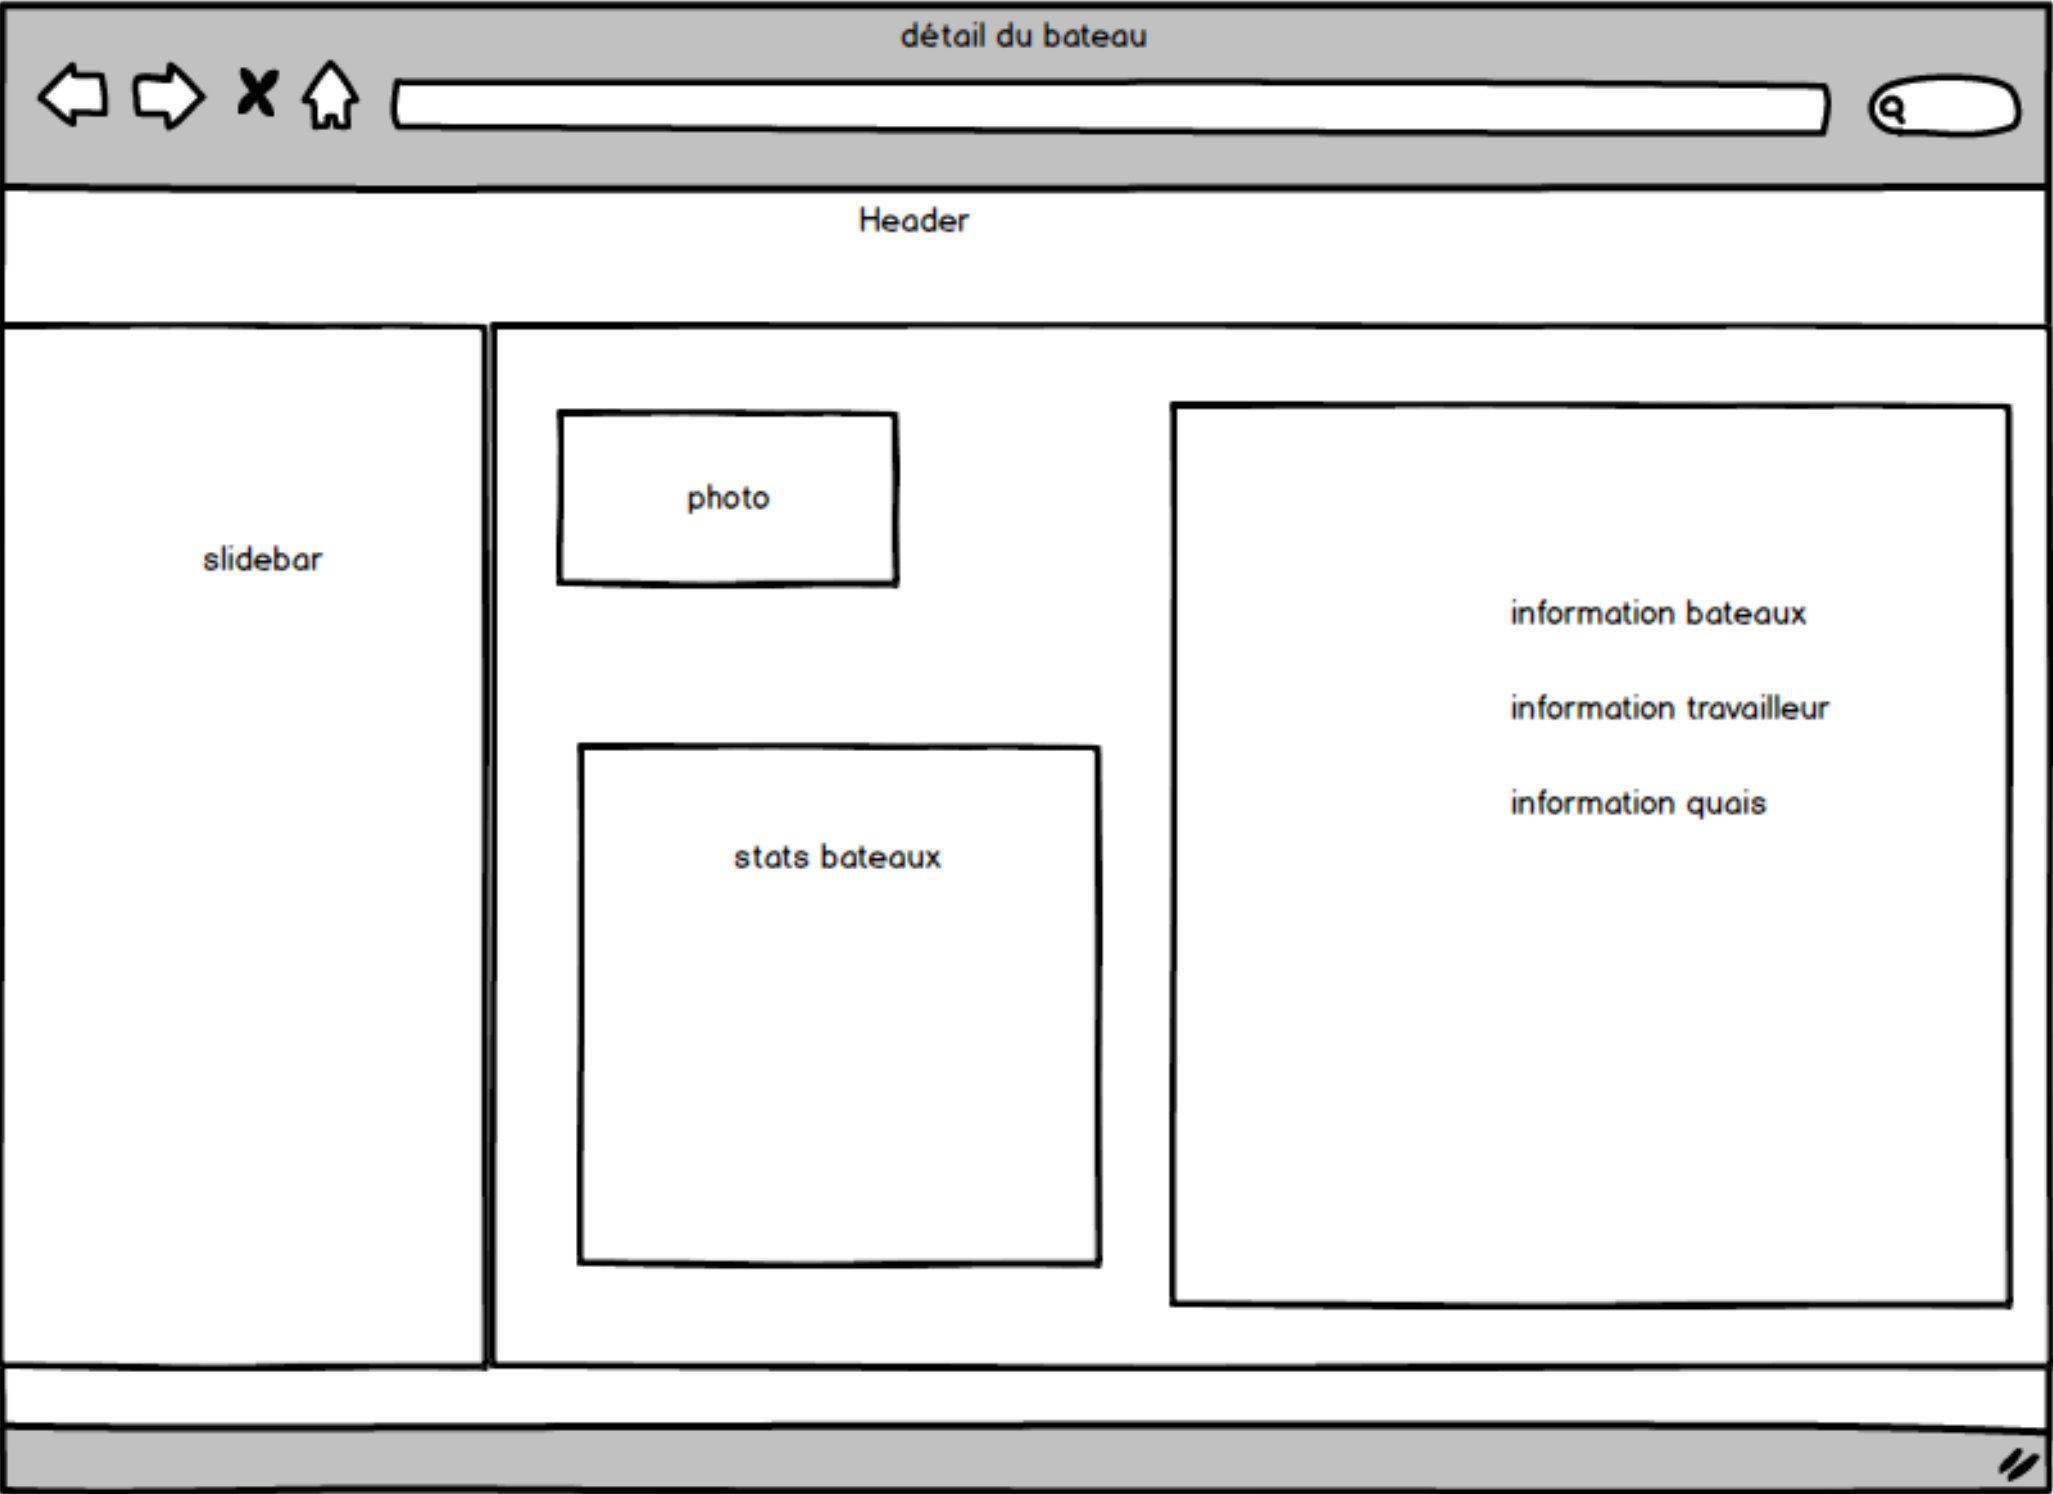 détail du bateau
Header
slidebar
photo
stats bateaux
information bateaux
information travailleur
information quais